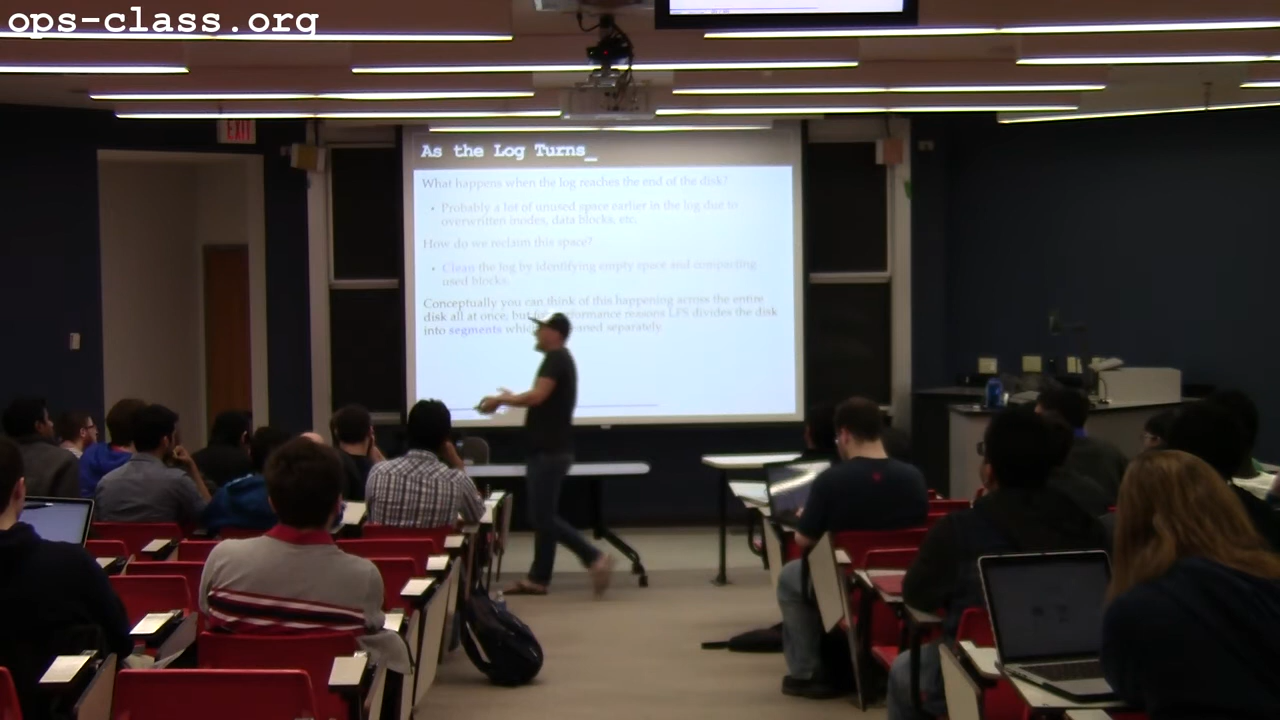 ops-class.org
EXIT
As the Log Turns_
What happens when the log reaches the end of the disk?
• Probably a lot of unused space earlier in the log due to
overwritten inodes, data blocks, etc.
How do we reclaim this space?
• Clean the log by identifying empty space and compacting
used blocks.
Conceptually you can think of this happening across the entire
disk all at once, but for performance reasons LFS divides the disk
into segments which cleaned separately.